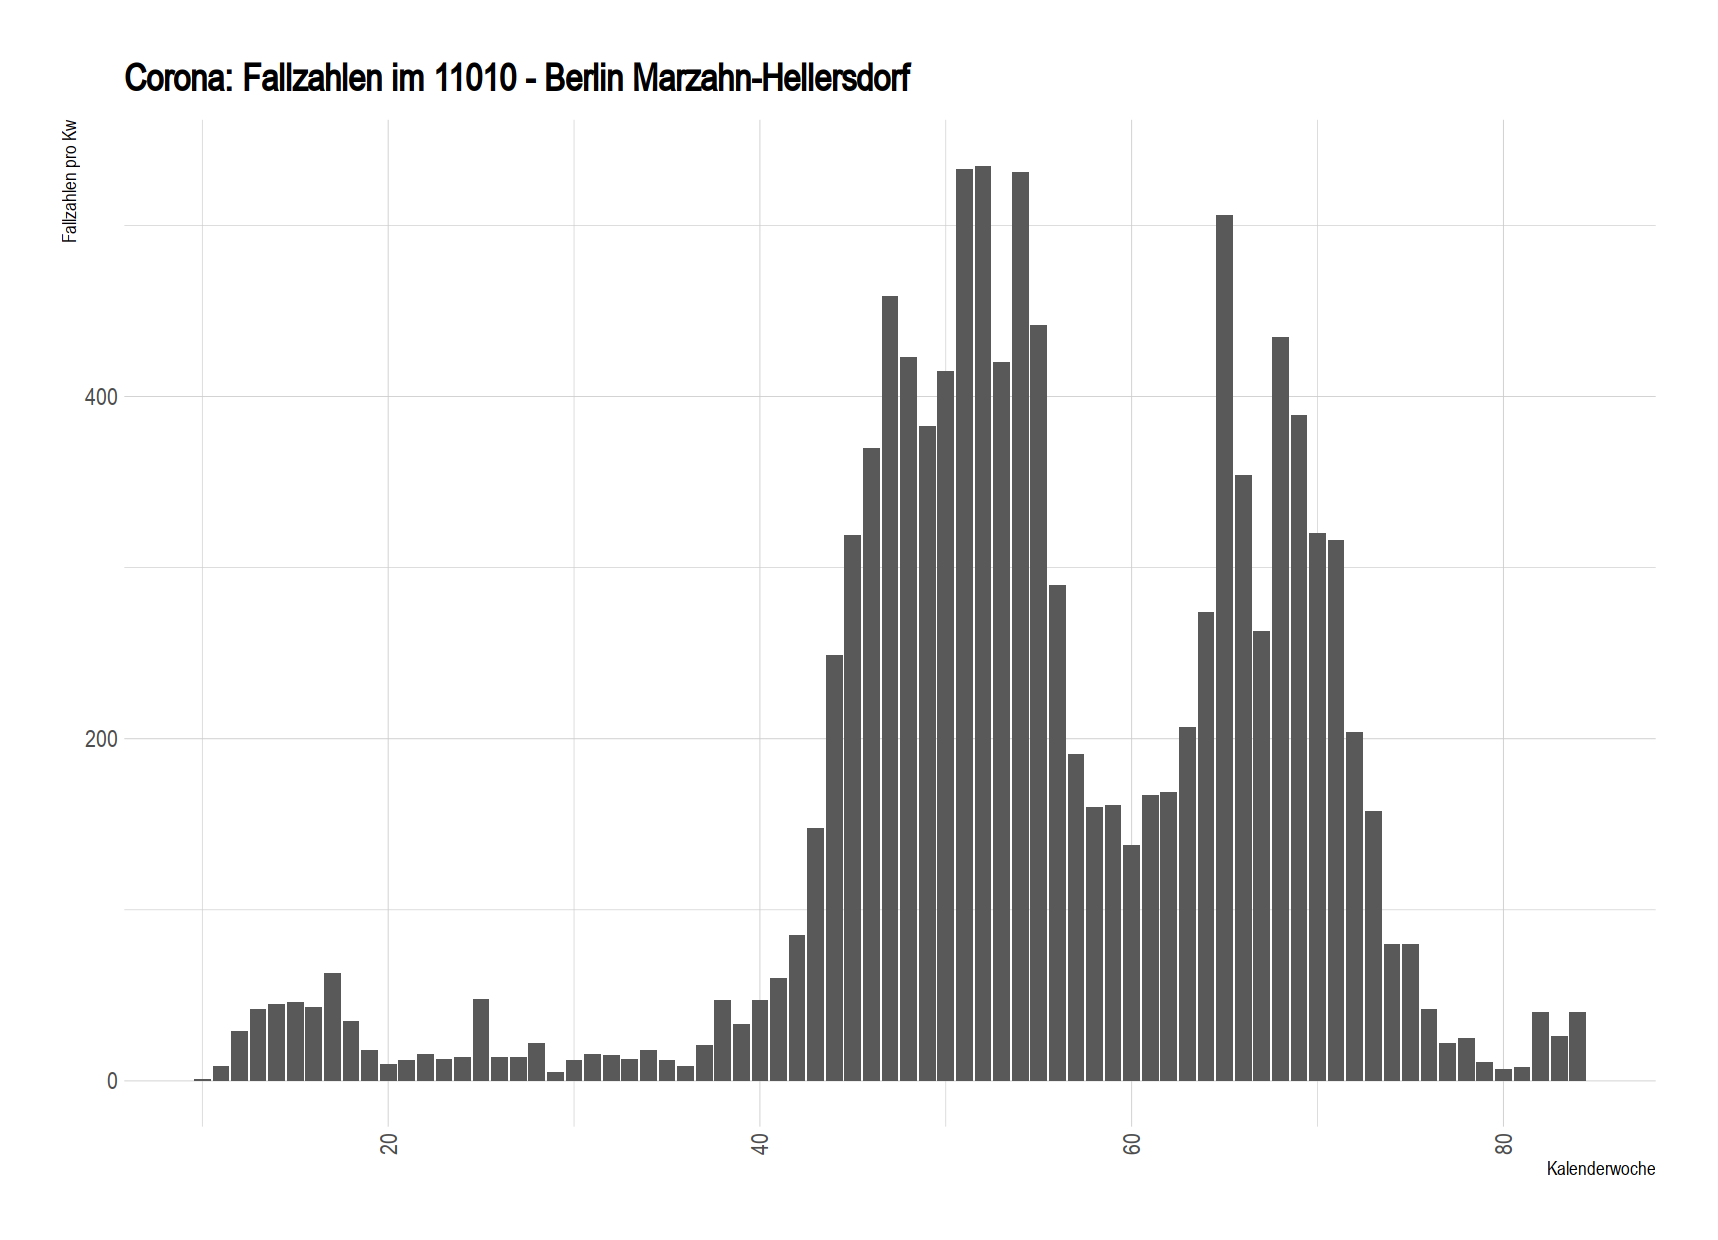 Corona: Fallzahlen im 11010 - Berlin Marzahn-Hellersdorf
Fallzahlen pro Kw
400
200
0
20
40
60
80
Kalenderwoche